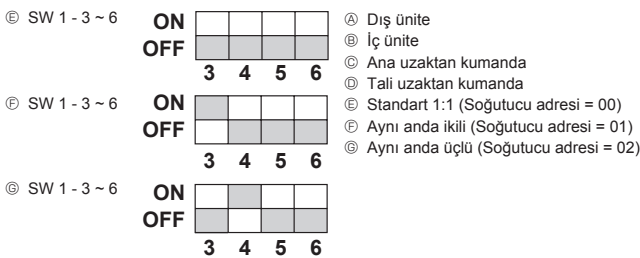 Ⓔ SW 1 - 3 ~ 6
ON
OFF
3 4 5 6
Ⓕ SW 1 - 3 ~ 6
ON
OFF
3 4 5 6
Ⓖ SW 1 - 3 ~ 6
ON
OFF
3 4 5 6
Ⓐ Dış ünite
Ⓑ İç ünite
Ⓒ Ana uzaktan kumanda
Ⓓ Tali uzaktan kumanda
Ⓔ Standart 1:1 (Soğutucu adresi = 00)
Ⓕ Aynı anda ikili (Soğutucu adresi = 01)
Ⓖ Aynı anda üçlü (Soğutucu adresi = 02)